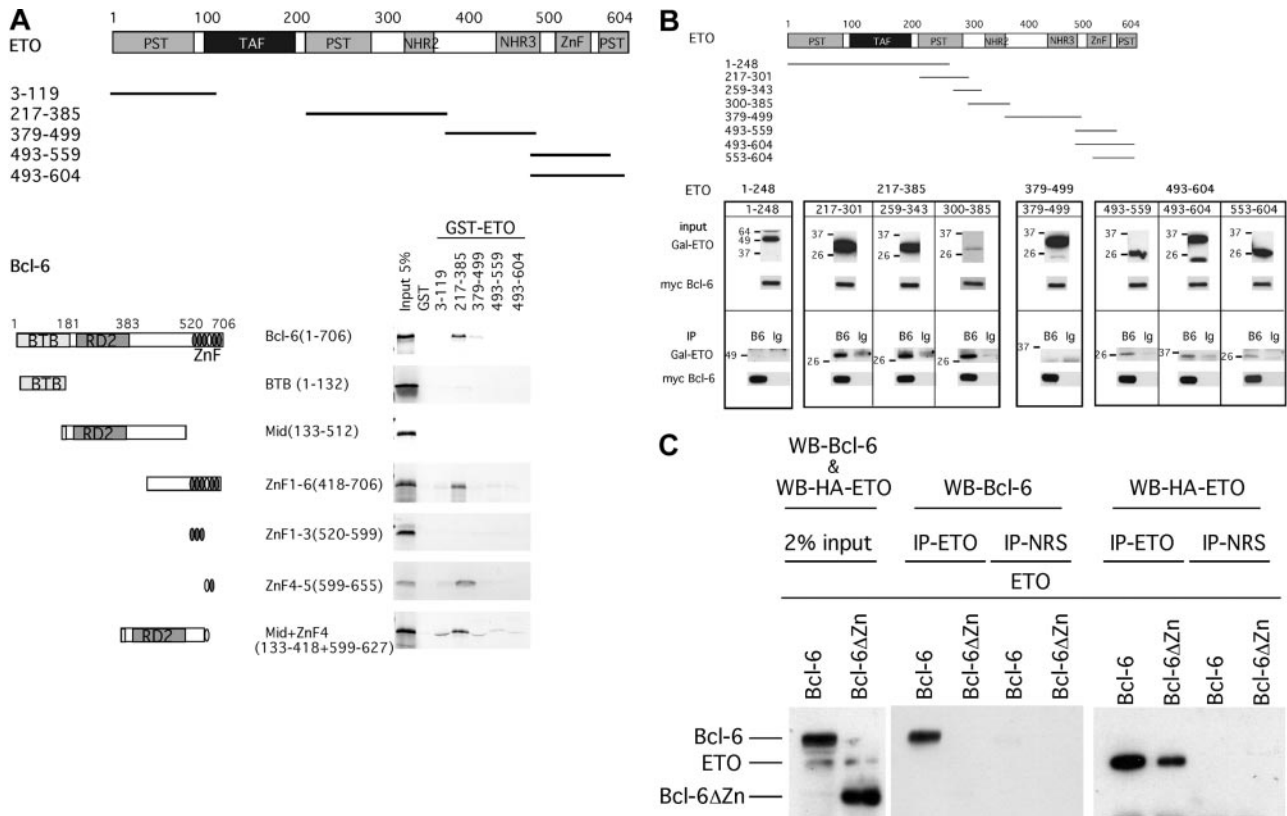 A
1 100 200 300 400 500 604
ETO PST TAF PST NHR2 NHR3 ZnF PST
3-119
217-385
379-499
493-559
493-604
GST-ETO
Input 5% GST 3-119 217-385 379-499 493-559 493-604
Bcl-6
1 181 383 520 706
BTB RD2 ZnF Bcl-6(1-706)
BTB BTB (1-132)
RD2 Mid(133-512)
ZnF1-6(418-706)
ZnF1-3(520-599)
ZnF4-5(599-655)
RD2 Mid+ZnF4
(133-418+599-627)
B
1 100 200 300 400 500 604
ETO PST TAF PST NHR2 NHR3 ZnF PST
1-248
217-301
259-343
300-385
379-499
493-559
493-604
553-604
ETO 1-248 217-385 379-499 493-604
1-248 217-301 259-343 300-385 379-499 493-559 493-604 553-604
input
Gal-ETO
64 49 37 37 26 37 26 37 26
myc Bcl-6
IP B6 Ig B6 Ig B6 Ig B6 Ig B6 Ig B6 Ig B6 Ig B6 Ig
Gal-ETO 49 26 37 26 37 26
myc Bcl-6
C
WB-Bcl-6
&
WB-HA-ETO WB-Bcl-6 WB-HA-ETO
2% input IP-ETO IP-NRS IP-ETO IP-NRS
ETO
Bcl-6 Bcl-6ΔZn Bcl-6 Bcl-6ΔZn Bcl-6 Bcl-6ΔZn Bcl-6 Bcl-6ΔZn Bcl-6 Bcl-6ΔZn
Bcl-6
ETO
Bcl-6ΔZn